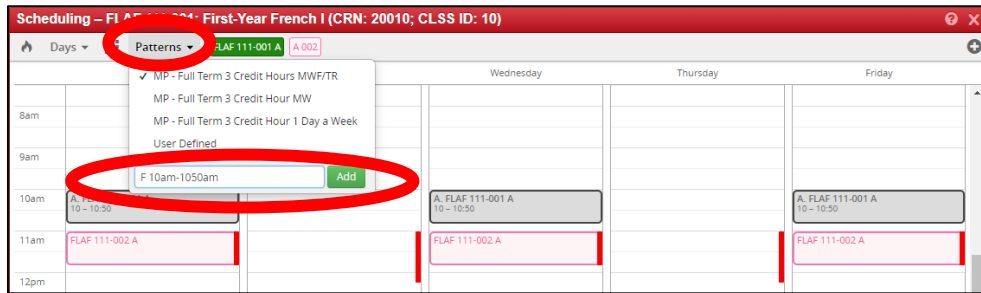 Scheduling – FL
111-001: First-Year French I (CRN: 20010; CLSS ID: 10)
Days
Patterns
FLAF 111-001 A
A 002
MP - Full Term 3 Credit Hours MWF/TR
MP - Full Term 3 Credit Hour MW
MP - Full Term 3 Credit Hour 1 Day a Week
User Defined
F 10am-1050am
Add
Wednesday
Thursday
Friday
8am
9am
10am
11am
12pm
10 – 10:50
A. FLAF 111-001 A
10 – 10:50
A. FLAF 111-001 A
10 – 10:50
FLAF 111-002 A
FLAF 111-002 A
FLAF 111-002 A